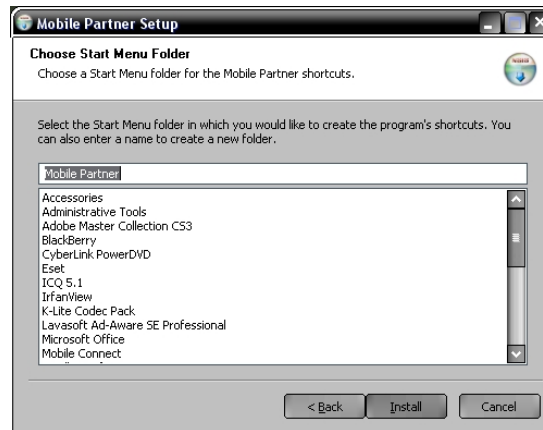 Mobile Partner Setup
Choose Start Menu Folder
Choose a Start Menu folder for the Mobile Partner shortcuts.
Select the Start Menu folder in which you would like to create the program's shortcuts. You
can also enter a name to create a new folder.
Mobile Partner
Accessories
Administrative Tools
Adobe Master Collection CS3
BlackBerry
CyberLink PowerDVD
Eset
ICQ 5.1
IrfanView
K-Lite Codec Pack
Lavasoft Ad-Aware SE Professional
Microsoft Office
Mobile Connect
< Back
Install
Cancel